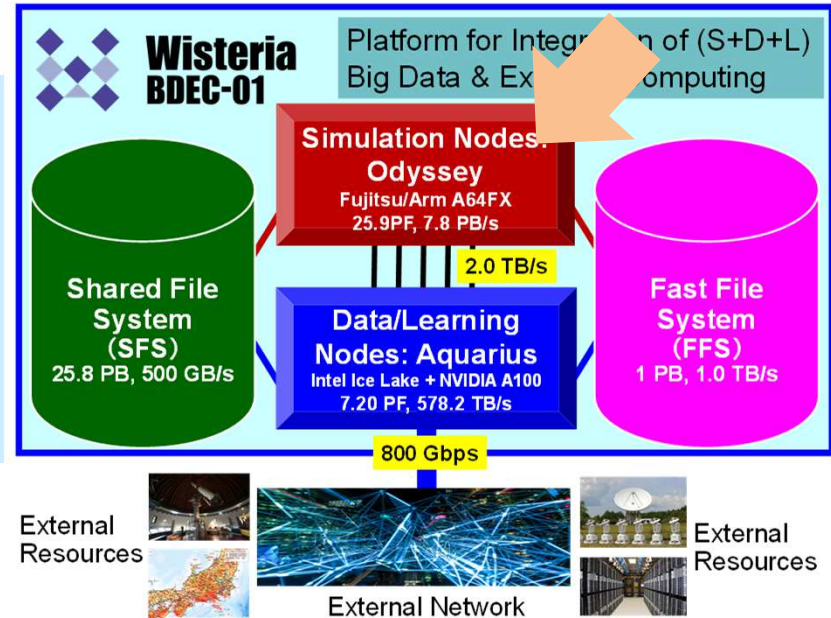 Wisteria
BDEC-01
Platform for Integ n of (S+D+L)
Big Data & Ex omputing
Simulation Nodes:
Odyssey
Fujitsu/Arm A64FX
25.9PF, 7.8 PB/s
2.0 TB/s
Shared File
System
(SFS)
25.8 PB, 500 GB/s
Data/Learning
Nodes: Aquarius
Intel Ice Lake + NVIDIA A100
7.20 PF, 578.2 TB/s
Fast File
System
(FFS)
1 PB, 1.0 TB/s
800 Gbps
External
Resources
External Network
External
Resources